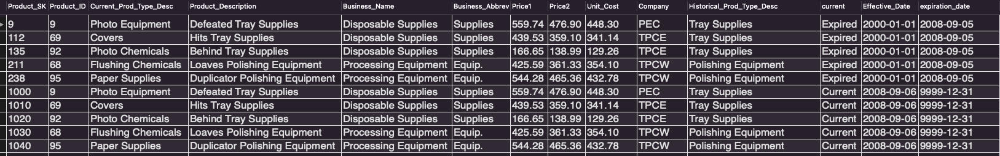 Product_SK Product_ID Current_Prod_Type_Desc Product_Description Business_Name Business_Abbrev Price1 Price2 Unit_Cost Company Historical_Prod_Type_Desc current Effective_Date expiration_date
9 9 Photo Equipment Defeated Tray Supplies Disposable Supplies Supplies 559.74 476.90 448.30 PEC Tray Supplies Expired 2000-01-01 2008-09-05
112 69 Covers Hits Tray Supplies Disposable Supplies Supplies 439.53 359.10 341.14 TPCE Tray Supplies Expired 2000-01-01 2008-09-05
135 92 Photo Chemicals Behind Tray Supplies Disposable Supplies Supplies 166.65 138.99 129.26 TPCE Tray Supplies Expired 2000-01-01 2008-09-05
211 68 Flushing Chemicals Loaves Polishing Equipment Processing Equipment Equip. 425.59 361.33 354.10 TPCW Polishing Equipment Expired 2000-01-01 2008-09-05
238 95 Paper Supplies Duplicator Polishing Equipment Processing Equipment Equip. 544.28 465.36 432.78 TPCW Polishing Equipment Expired 2000-01-01 2008-09-05
1000 9 Photo Equipment Defeated Tray Supplies Disposable Supplies Supplies 559.74 476.90 448.30 PEC Tray Supplies Current 2008-09-06 9999-12-31
1010 69 Covers Hits Tray Supplies Disposable Supplies Supplies 439.53 359.10 341.14 TPCE Tray Supplies Current 2008-09-06 9999-12-31
1020 92 Photo Chemicals Behind Tray Supplies Disposable Supplies Supplies 166.65 138.99 129.26 TPCE Tray Supplies Current 2008-09-06 9999-12-31
1030 68 Flushing Chemicals Loaves Polishing Equipment Processing Equipment Equip. 425.59 361.33 354.10 TPCW Polishing Equipment Current 2008-09-06 9999-12-31
1040 95 Paper Supplies Duplicator Polishing Equipment Processing Equipment Equip. 544.28 465.36 432.78 TPCW Polishing Equipment Current 2008-09-06 9999-12-31